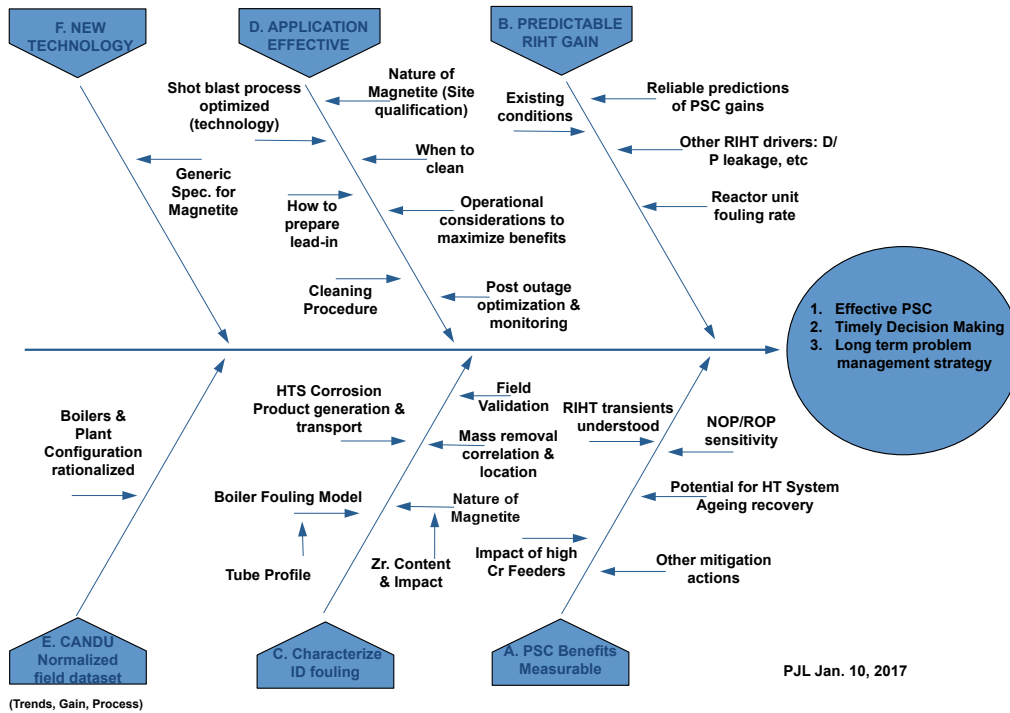 F. NEW
TECHNOLOGY
D. APPLICATION
EFFECTIVE
B. PREDICTABLE
RIHT GAIN
Shot blast process
optimized
(technology)
Nature of
Magnetite (Site
qualification)
Existing
conditions
Reliable predictions
of PSC gains
When to
clean
Other RIHT drivers: D/
P leakage, etc
Generic
Spec. for
Magnetite
How to
prepare
lead-in
Operational
considerations to
maximize benefits
Reactor unit
fouling rate
Cleaning
Procedure
Post outage
optimization &
monitoring
1. Effective PSC
2. Timely Decision Making
3. Long term problem
management strategy
Boilers &
Plant
Configuration
rationalized
HTS Corrosion
Product generation &
transport
Field
Validation
RIHT transients
understood
NOP/ROP
sensitivity
Mass removal
correlation &
location
Boiler Fouling Model
Nature of
Magnetite
Potential for HT System
Ageing recovery
Tube Profile
Zr. Content
& Impact
Impact of high
Cr Feeders
Other mitigation
actions
E. CANDU
Normalized
field dataset
C. Characterize
ID fouling
A. PSC Benefits
Measurable
PJL Jan. 10, 2017
(Trends, Gain, Process)